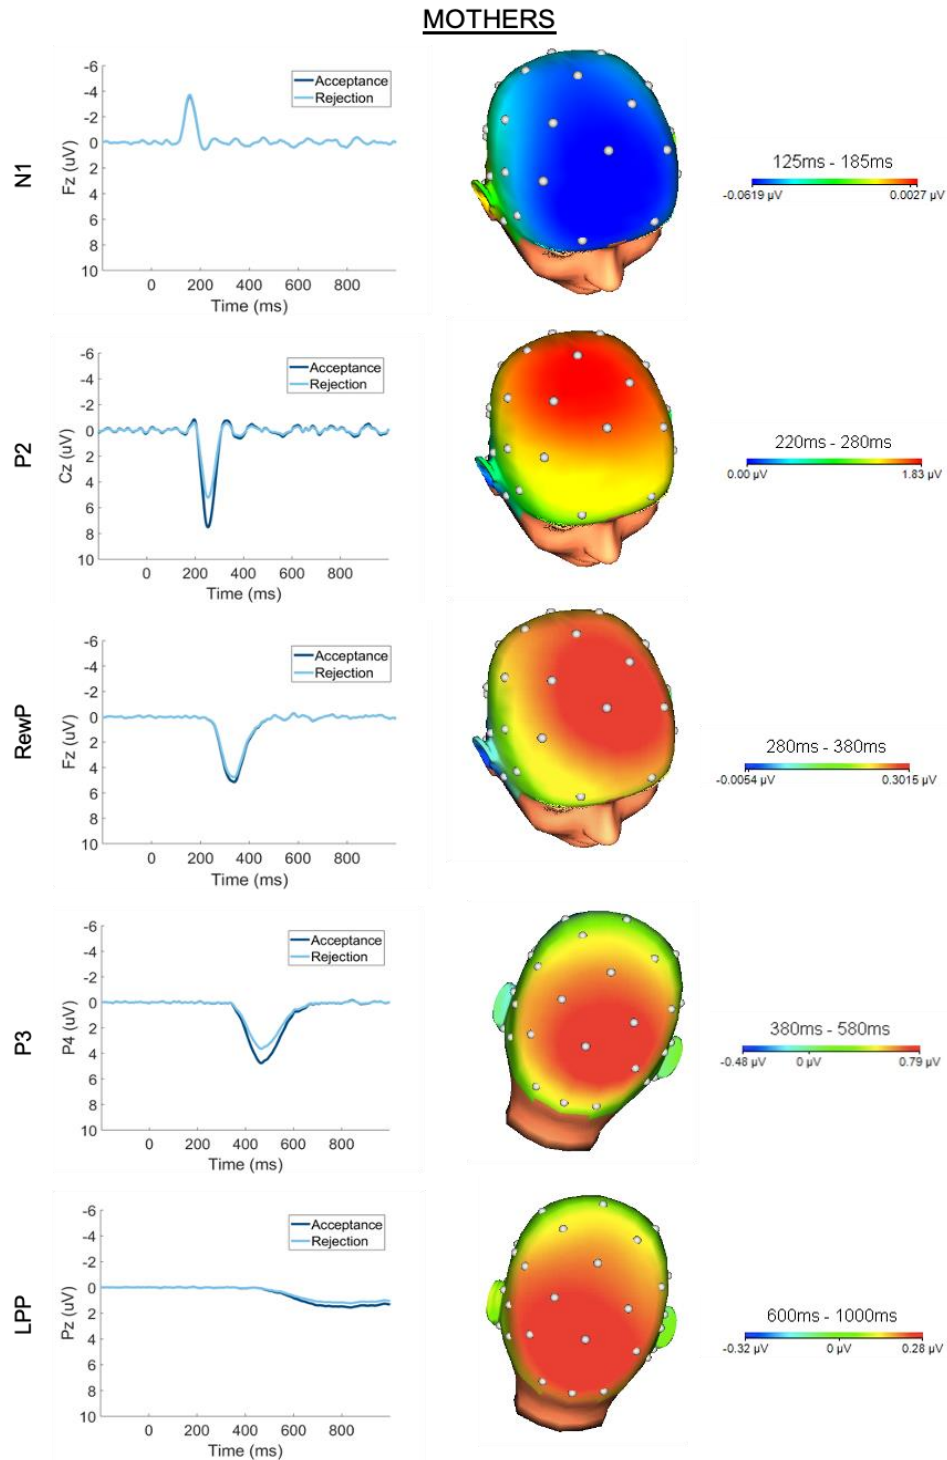 MOTHERS
N1
Fz (uV)
-6
-4
-2
0
2
4
6
8
10
Acceptance
Rejection
0 200 400 600 800
Time (ms)
125ms - 185ms
-0.0619 µV 0.0027 µV
P2
Cz (uV)
-6
-4
-2
0
2
4
6
8
10
Acceptance
Rejection
0 200 400 600 800
Time (ms)
220ms - 280ms
0.00 µV 1.83 µV
RewP
Fz (uV)
-6
-4
-2
0
2
4
6
8
10
Acceptance
Rejection
0 200 400 600 800
Time (ms)
280ms - 380ms
-0.0054 µV 0.3015 µV
P3
P4 (uV)
-6
-4
-2
0
2
4
6
8
10
Acceptance
Rejection
0 200 400 600 800
Time (ms)
380ms - 580ms
-0.48 µV 0 µV 0.79 µV
LPP
Pz (uV)
-6
-4
-2
0
2
4
6
8
10
Acceptance
Rejection
0 200 400 600 800
Time (ms)
600ms - 1000ms
-0.32 µV 0 µV 0.28 µV